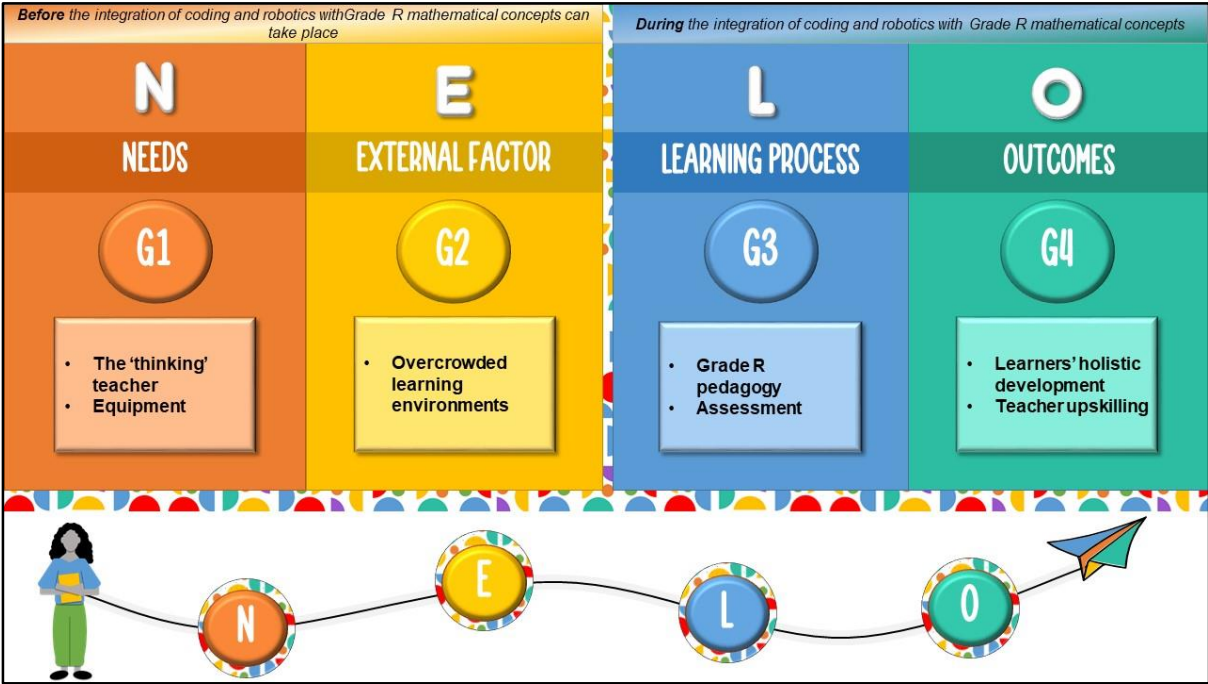 Before the integration of coding and robotics withGrade R mathematical concepts can
take place
During the integration of coding and robotics with Grade R mathematical concepts
N
NEEDS
G1
• The ‘thinking’
teacher
• Equipment
E
EXTERNAL FACTOR
G2
• Overcrowded
learning
environments
L
LEARNING PROCESS
G3
• Grade R
pedagogy
• Assessment
O
OUTCOMES
G4
• Learners’ holistic
development
• Teacher upskilling
N
E
L
O